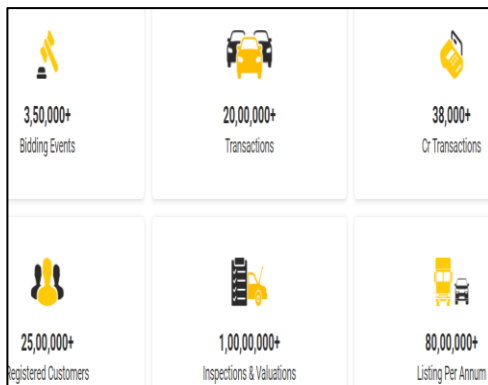 3,50,000+
Bidding Events
20,00,000+
Transactions
38,000+
Cr Transactions
25,00,000+
Registered Customers
1,00,00,000+
Inspections & Valuations
80,00,000+
Listing Per Annum